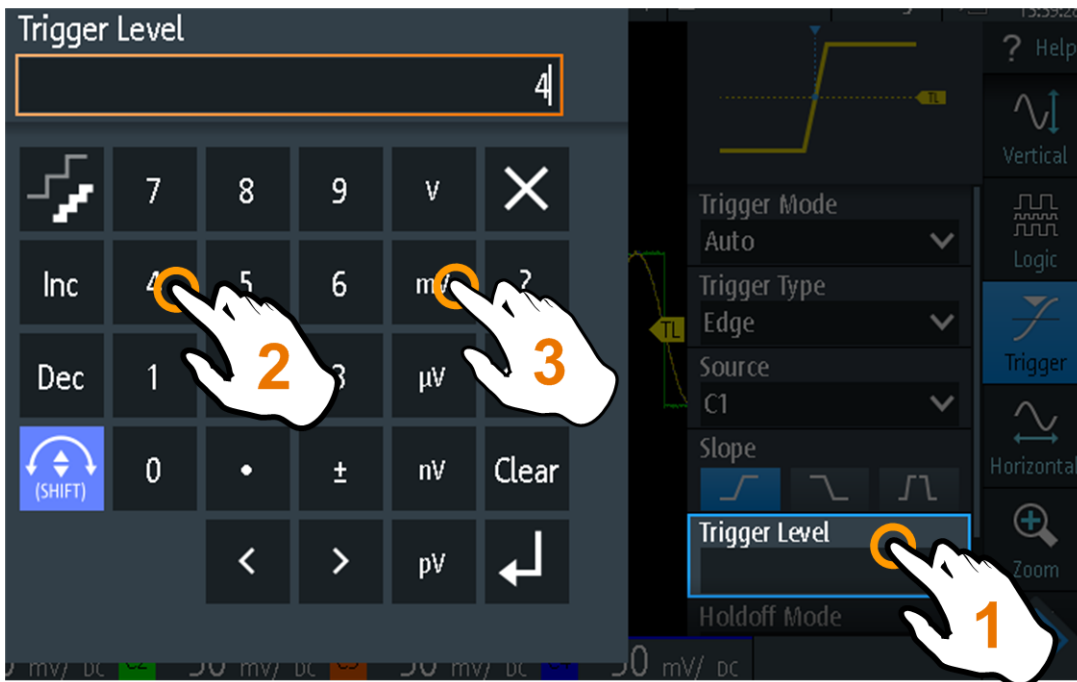 Trigger Level
4
7 8 9 V
Inc 4 5 6 mV ?
Dec 1 3 µV
(SHIFT) 0 • ± nV Clear
< > pV
2
3
Help
Vertical
TL
Trigger Mode
Auto
Logic
Trigger Type
Edge
TL
Trigger
Source
C1
Slope
Horizontal
Trigger Level
Zoom
Holdoff Mode
1
mV/ DC C2 50 mV/ DC C3 50 mV/ DC 50 mV/ DC